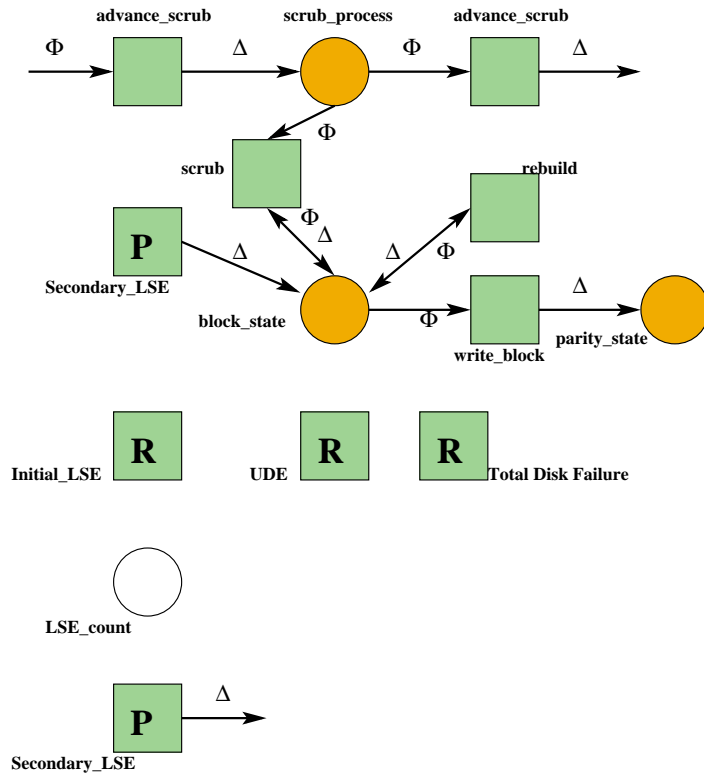 advance_scrub scrub_process advance_scrub
Φ Δ Φ Δ
Φ
scrub rebuild
Φ Φ
P Δ Δ Δ Φ
Secondary_LSE
block_state Φ Δ
write_block parity_state
R R R
Initial_LSE UDE Total Disk Failure
LSE_count
P Δ
Secondary_LSE